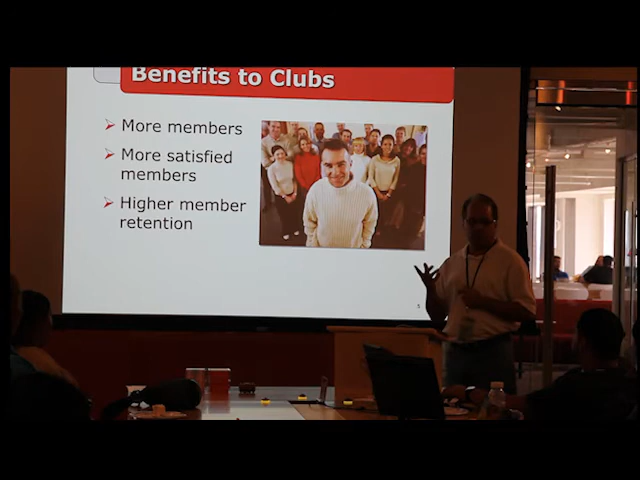 Benefits to Clubs
More members
More satisfied
members
Higher member
retention